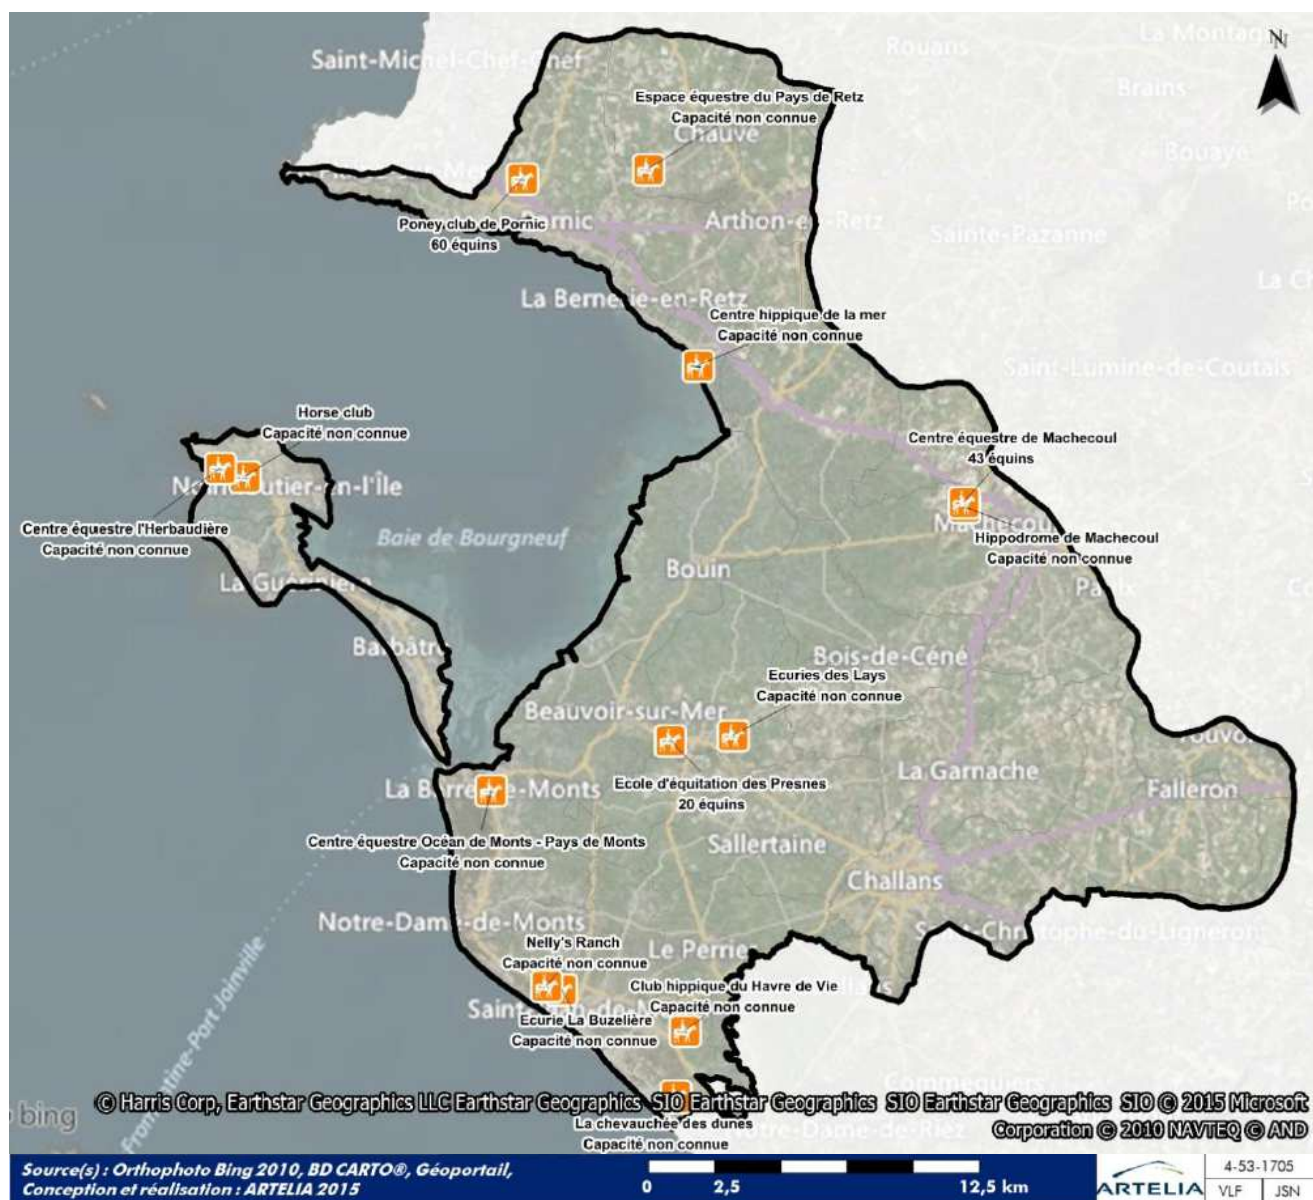 N
La Montag
Rouans
Saint-Michel-Chef-Chef
Brains
Espace équestre du Pays de Retz
Capacité non connue
Chauvé
Bouaye
Poney club de Pornic
60 équins
Pornic
Arthon-en-Retz
Sainte-Pazanne
La Bernerie-en-Retz
Centre hippique de la mer
Capacité non connue
Saint-Lumine-de-Coutais
Horse club
Capacité non connue
Centre équestre de Machecoul
43 équins
Noirmoutier-en-l'Île
Centre équestre l'Herbaudière
Capacité non connue
Machecoul
Baie de Bourgneuf
Hippodrome de Machecoul
Capacité non connue
Bouin
La Guérinière
Paulx
Barbâtre
Bois-de-Céné
Ecuries des Lays
Capacité non connue
Beauvoir-sur-Mer
La Garnache
Ecole d'équitation des Presnes
20 équins
La Barre-de-Monts
Falleron
Centre équestre Océan de Monts - Pays de Monts
Capacité non connue
Sallertaine
Challans
Notre-Dame-de-Monts
Saint-Christophe-du-Ligneron
Nelly's Ranch
Capacité non connue
Le Perrier
Club hippique du Havre de Vie
Capacité non connue
Ecurie La Buzelière
Capacité non connue
Fromentine-Port Joinville
Commequiers
bing
© Harris Corp, Earthstar Geographics LLC Earthstar Geographics SIO Earthstar Geographics SIO Earthstar Geographics SIO © 2015 Microsoft
Corporation © 2010 NAVTEQ © AND
La chevauchée des dunes
Capacité non connue
Notre-Dame-de-Riez
Source(s) : Orthophoto Bing 2010, BD CARTO®, Géoportail,
Conception et réalisation : ARTELIA 2015
0 2,5 12,5 km
ARTELIA
4-53-1705
VLF JSN